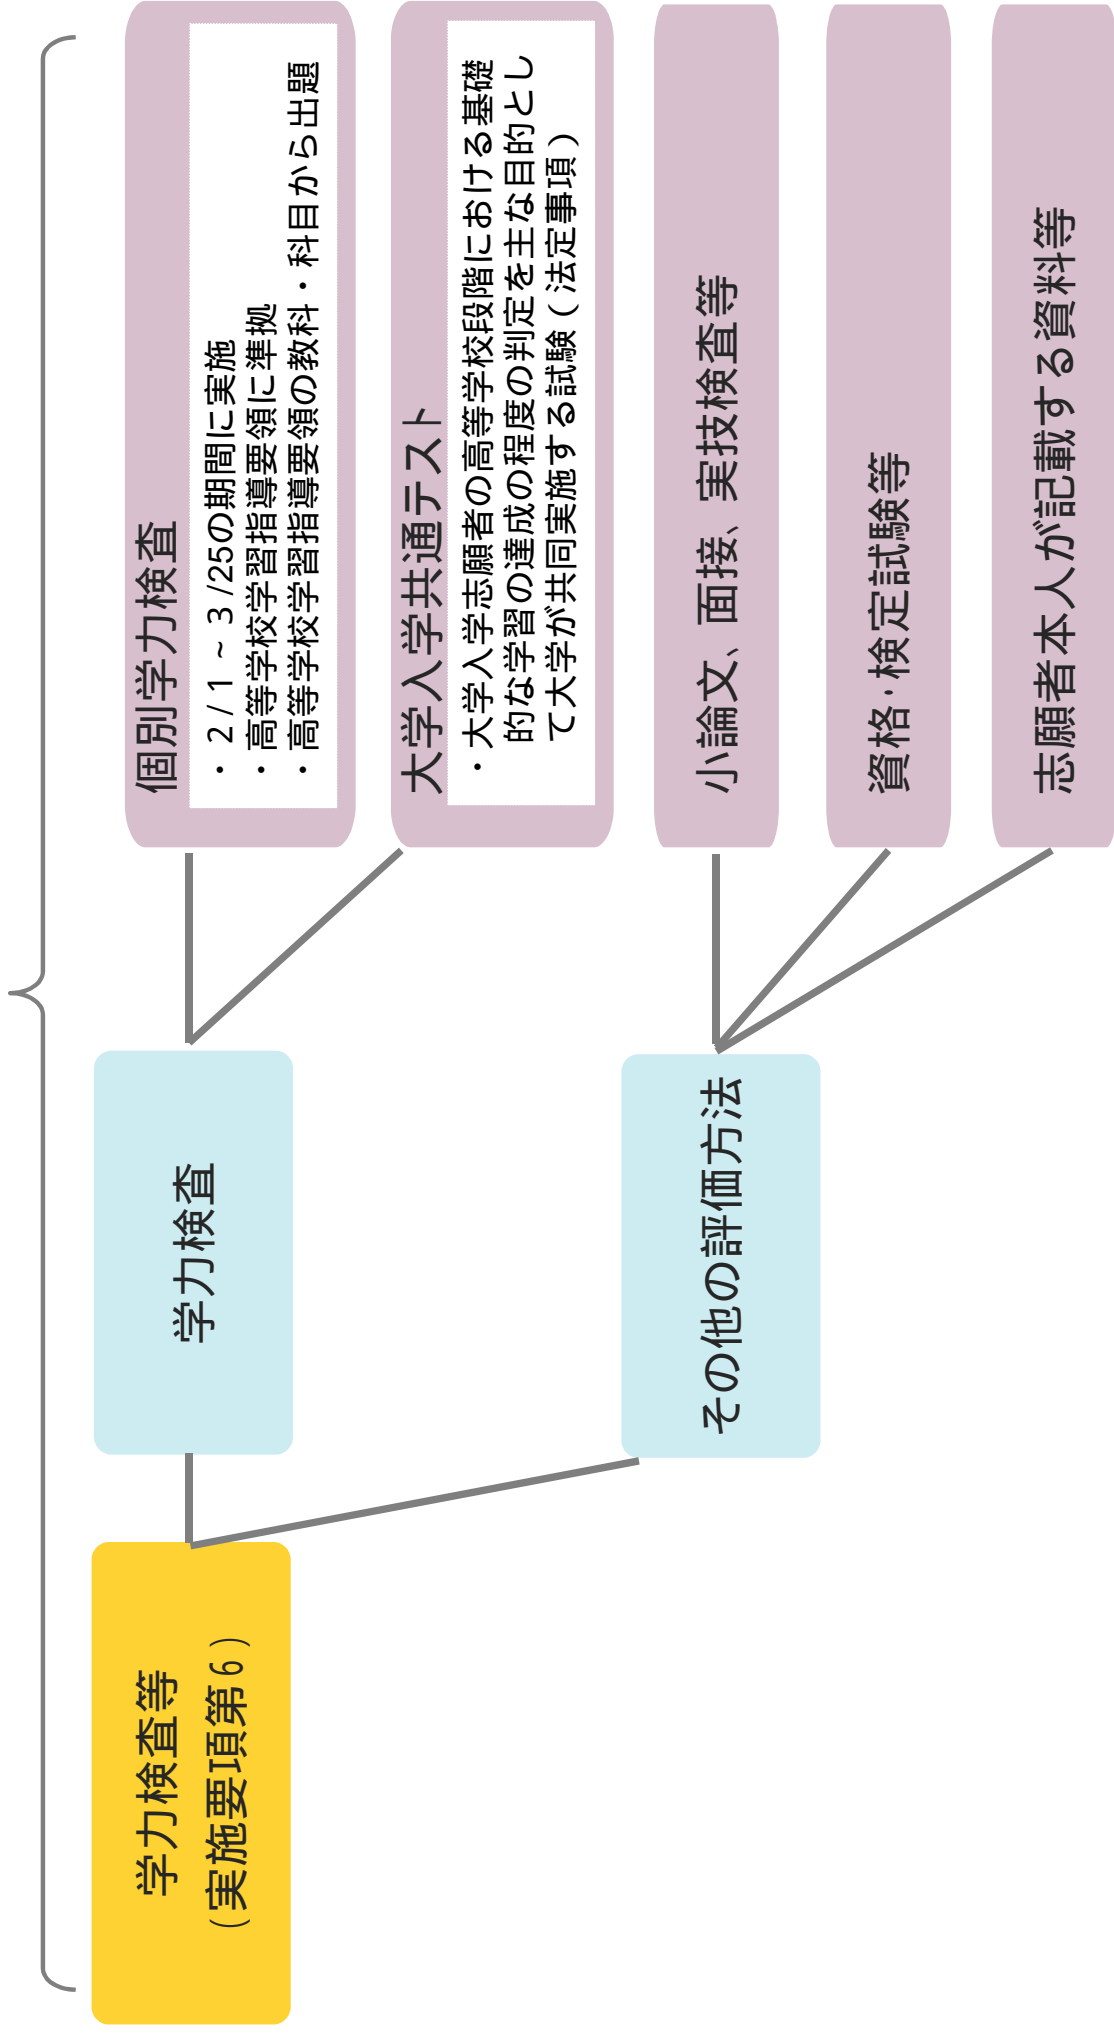 学力検査等
（実施要項第６）
学力検査
個別学力検査
・２/１～３/25の期間に実施
・高等学校学習指導要領に準拠
・高等学校学習指導要領の教科・科目から出題
大学入学共通テスト
・大学入学志願者の高等学校段階における基礎
的な学習の達成の程度の判定を主な目的とし
て大学が共同実施する試験（法定事項）
その他の評価方法
小論文、面接、実技検査等
資格・検定試験等
志願者本人が記載する資料等